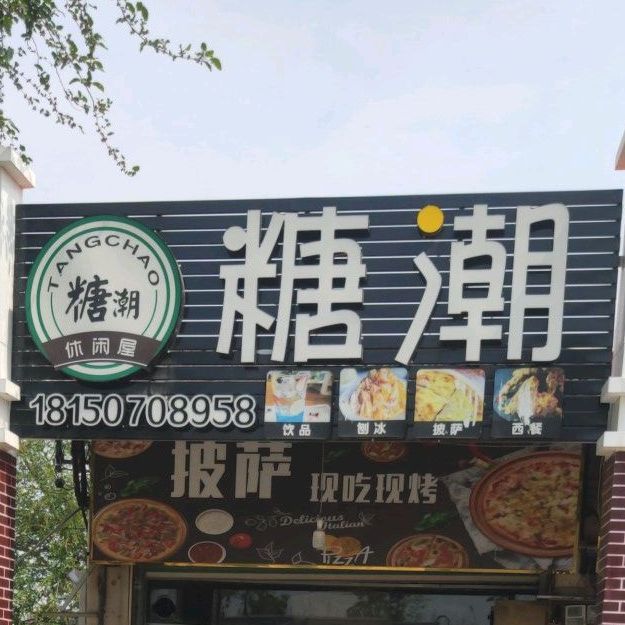 TANGCHAO
糖潮
休闲屋
糖潮
18150708958
饮品 刨冰 披萨 西餐
披萨 现吃现烤
Delicious
Italian
PIZZA